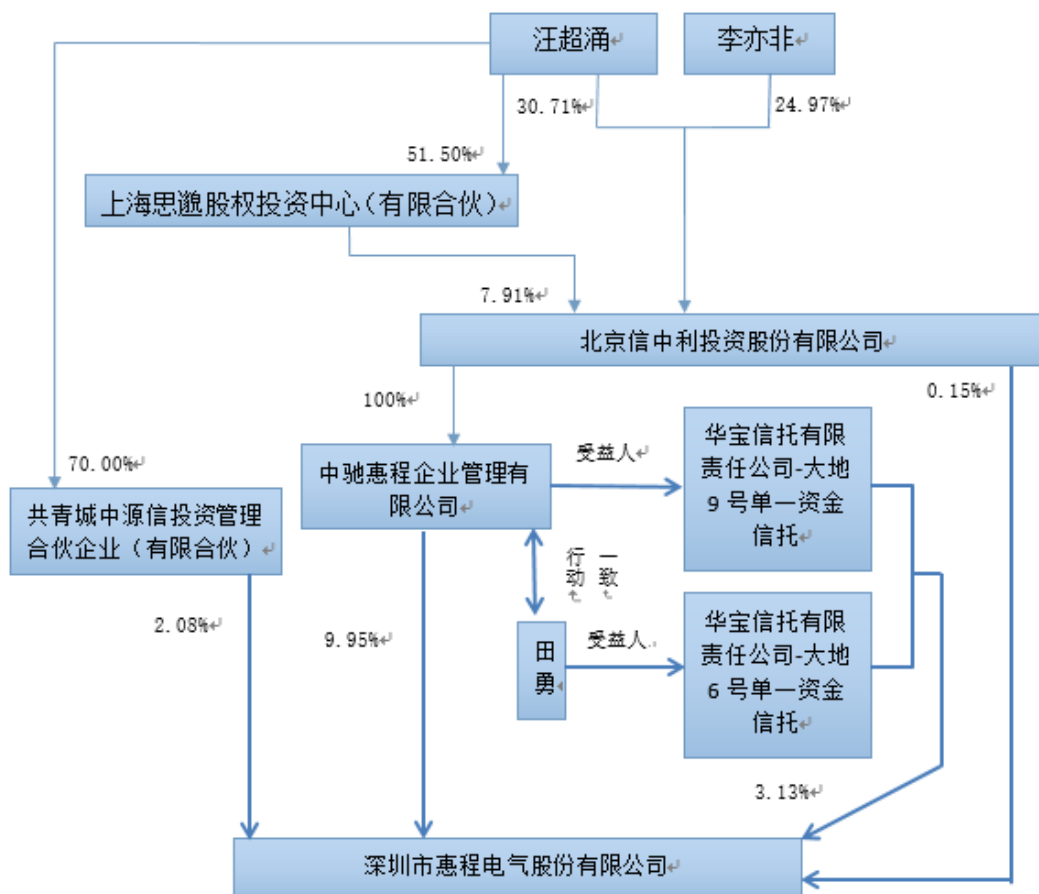 汪超涌
李亦非
30.71%
24.97%
51.50%
上海思邈股权投资中心（有限合伙）
7.91%
北京信中利投资股份有限公司
100%
0.15%
70.00%
中驰惠程企业管理有
限公司
受益人
华宝信托有限
责任公司-大地
9 号单一资金
信托
共青城中源信投资管理
合伙企业（有限合伙）
一致
行动
2.08%
9.95%
田
勇
受益人
华宝信托有限
责任公司-大地
6 号单一资金
信托
3.13%
深圳市惠程电气股份有限公司